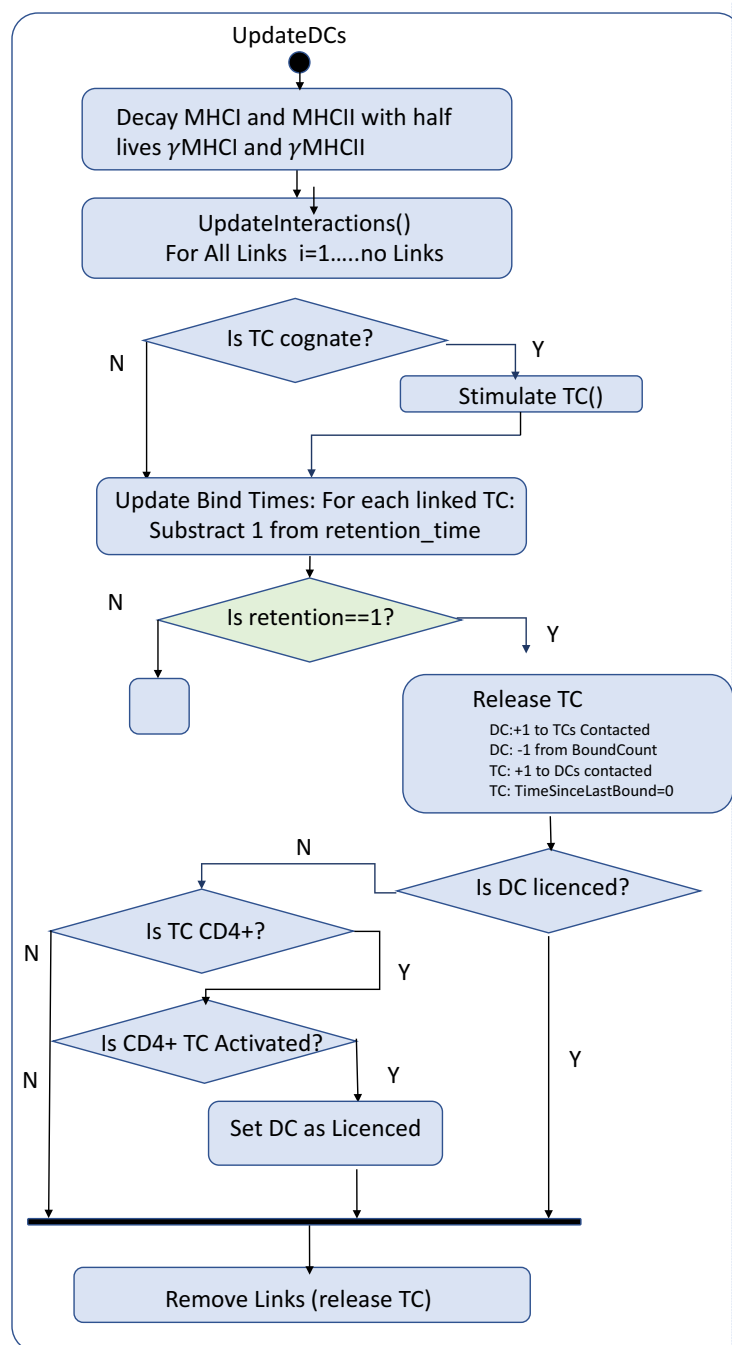 UpdateDCs
Decay MHCI and MHCII with half
lives γMHCI and γMHCII
UpdateInteractions()
For All Links i=1.....no Links
Is TC cognate?
N
Y
Stimulate TC()
Update Bind Times: For each linked TC:
Substract 1 from retention_time
N
Is retention==1?
Y
Release TC
DC:+1 to TCs Contacted
DC: -1 from BoundCount
TC: +1 to DCs contacted
TC: TimeSinceLastBound=0
N
Is DC licenced?
Is TC CD4+?
N
Y
Is CD4+ TC Activated?
N
Y
Y
Set DC as Licenced
Remove Links (release TC)